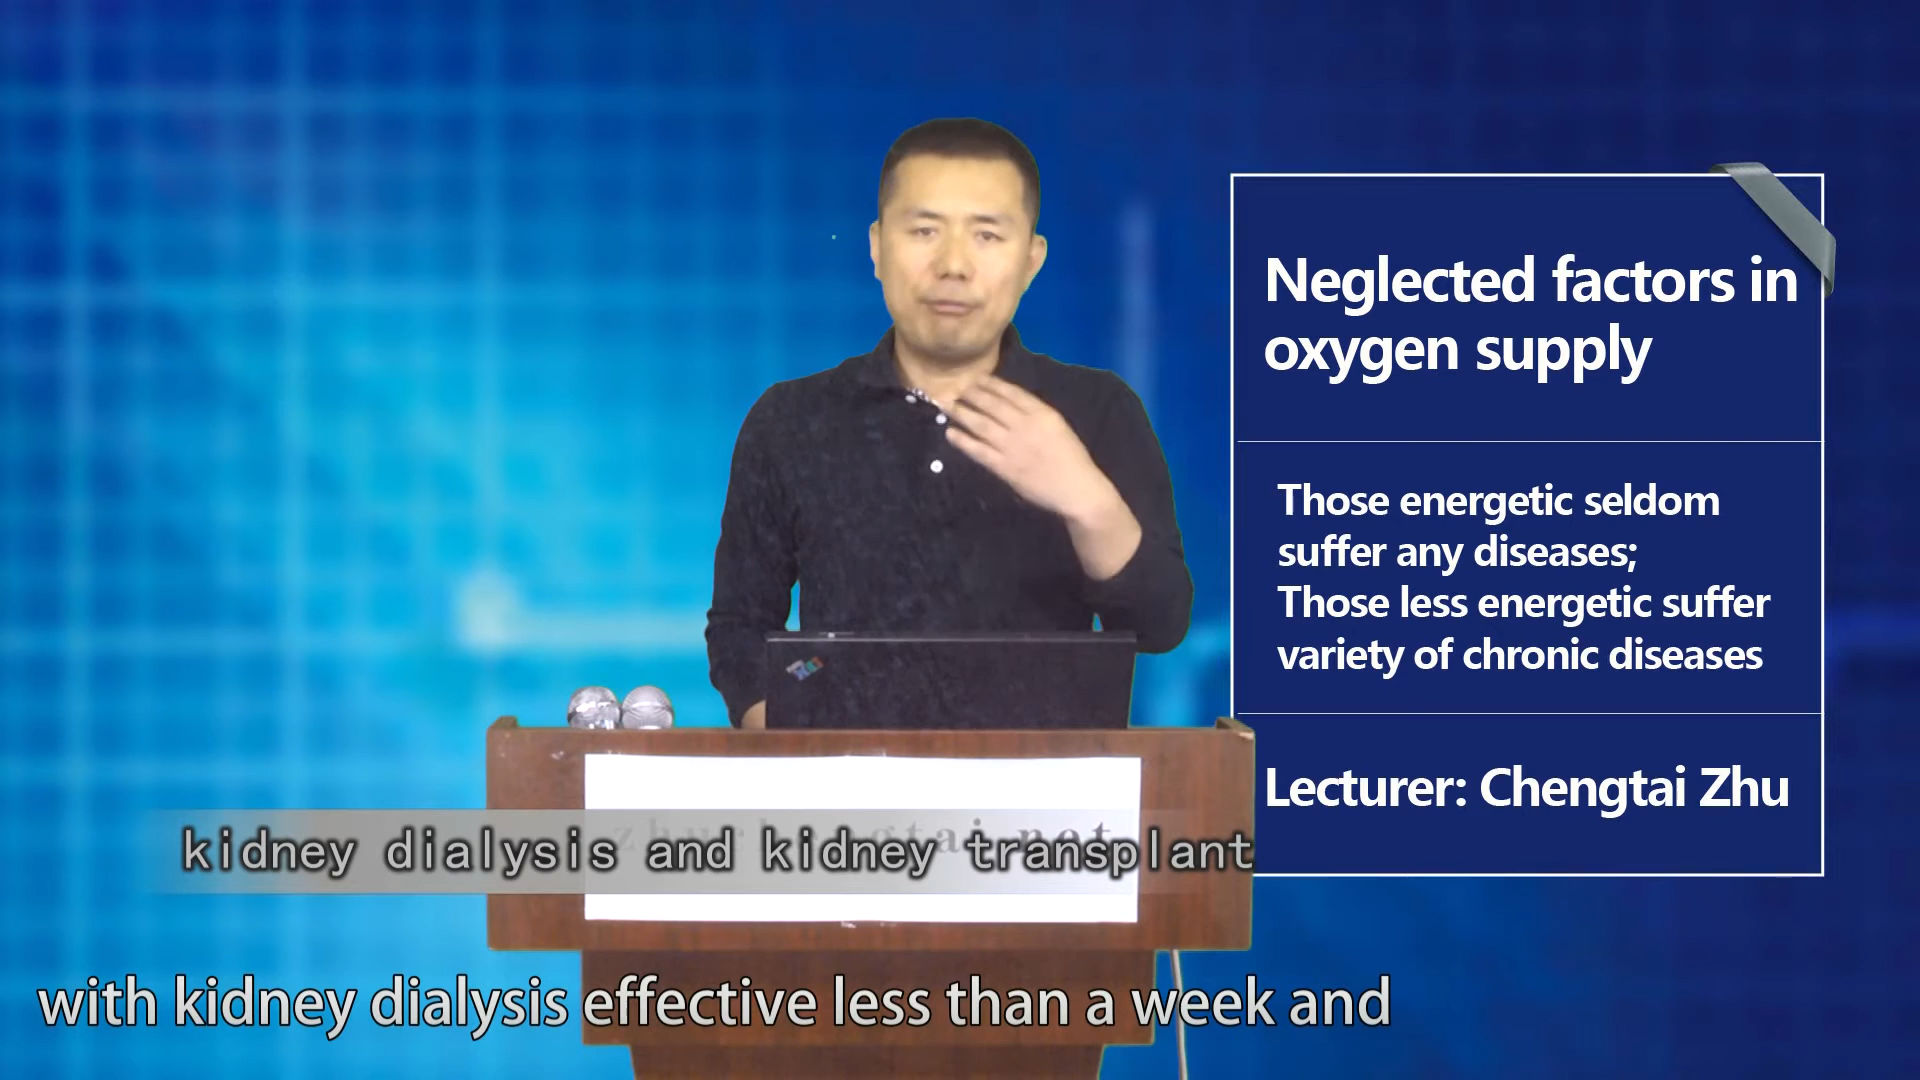 Neglected factors in
oxygen supply
Those energetic seldom
suffer any diseases;
Those less energetic suffer
variety of chronic diseases
Lecturer: Chengtai Zhu
kidney dialysis and kidney transplant
with kidney dialysis effective less than a week and